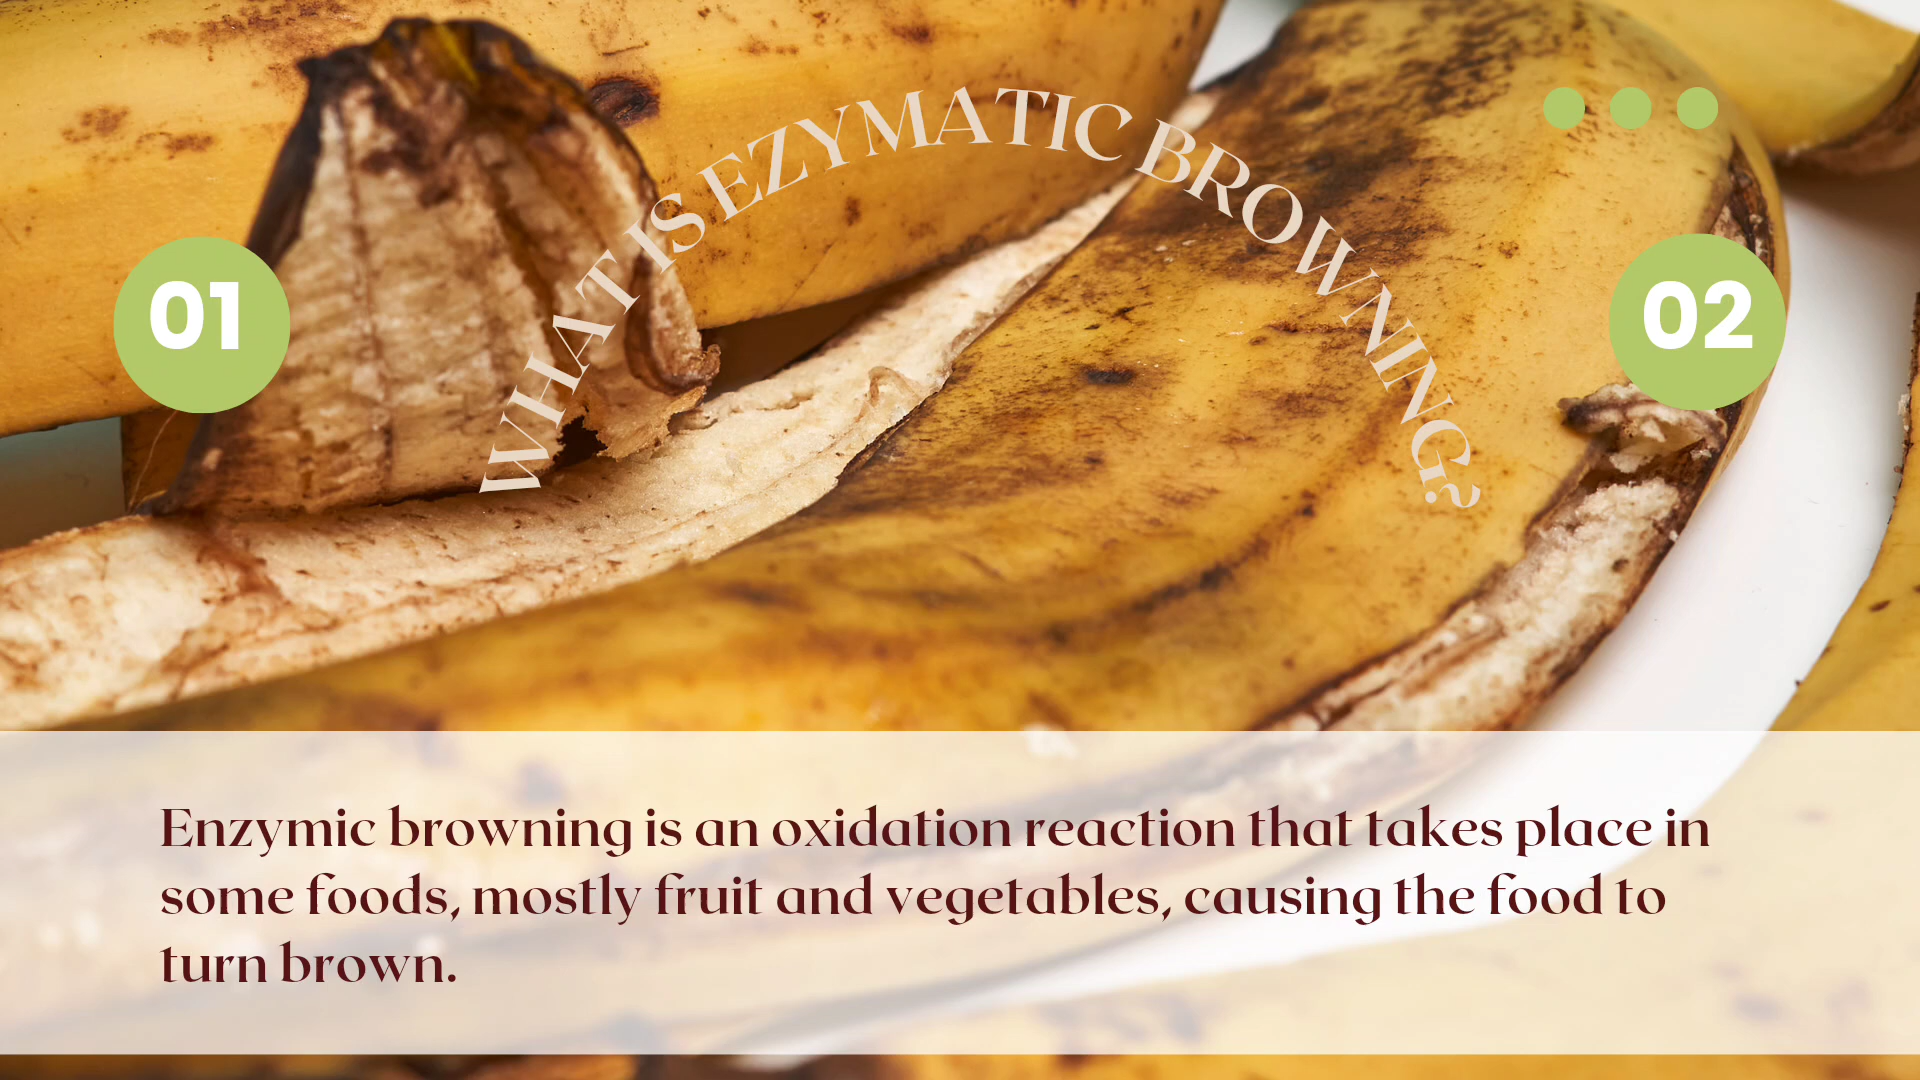 WHAT IS EZYMATIC BROWNING?
01
02
Enzymic browning is an oxidation reaction that takes place in
some foods, mostly fruit and vegetables, causing the food to
turn brown.